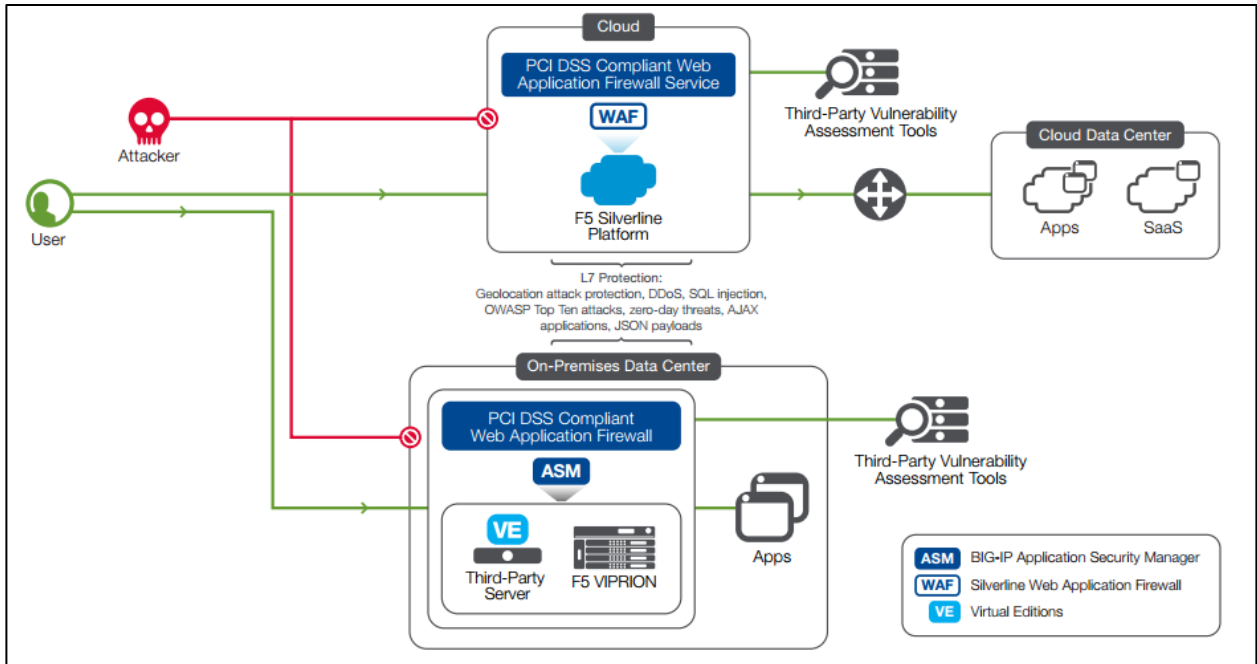 Cloud
PCI DSS Compliant Web
Application Firewall Service
WAF
F5 Silverline
Platform
Attacker
User
Third-Party Vulnerability
Assessment Tools
Cloud Data Center
Apps
SaaS
L7 Protection:
Geolocation attack protection, DDoS, SQL injection,
OWASP Top Ten attacks, zero-day threats, AJAX
applications, JSON payloads
On-Premises Data Center
PCI DSS Compliant
Web Application Firewall
ASM
VE
Third-Party
Server
F5 VIPRION
Apps
Third-Party Vulnerability
Assessment Tools
ASM BIG-IP Application Security Manager
WAF Silverline Web Application Firewall
VE Virtual Editions